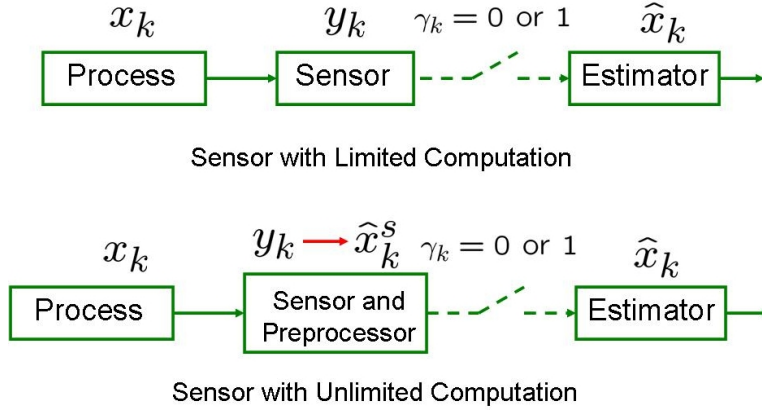 x_k y_k γ_k = 0 or 1 x̂_k
Process Sensor Estimator
Sensor with Limited Computation
x_k y_k → x̂_k^s γ_k = 0 or 1 x̂_k
Process Sensor and Preprocessor Estimator
Sensor with Unlimited Computation